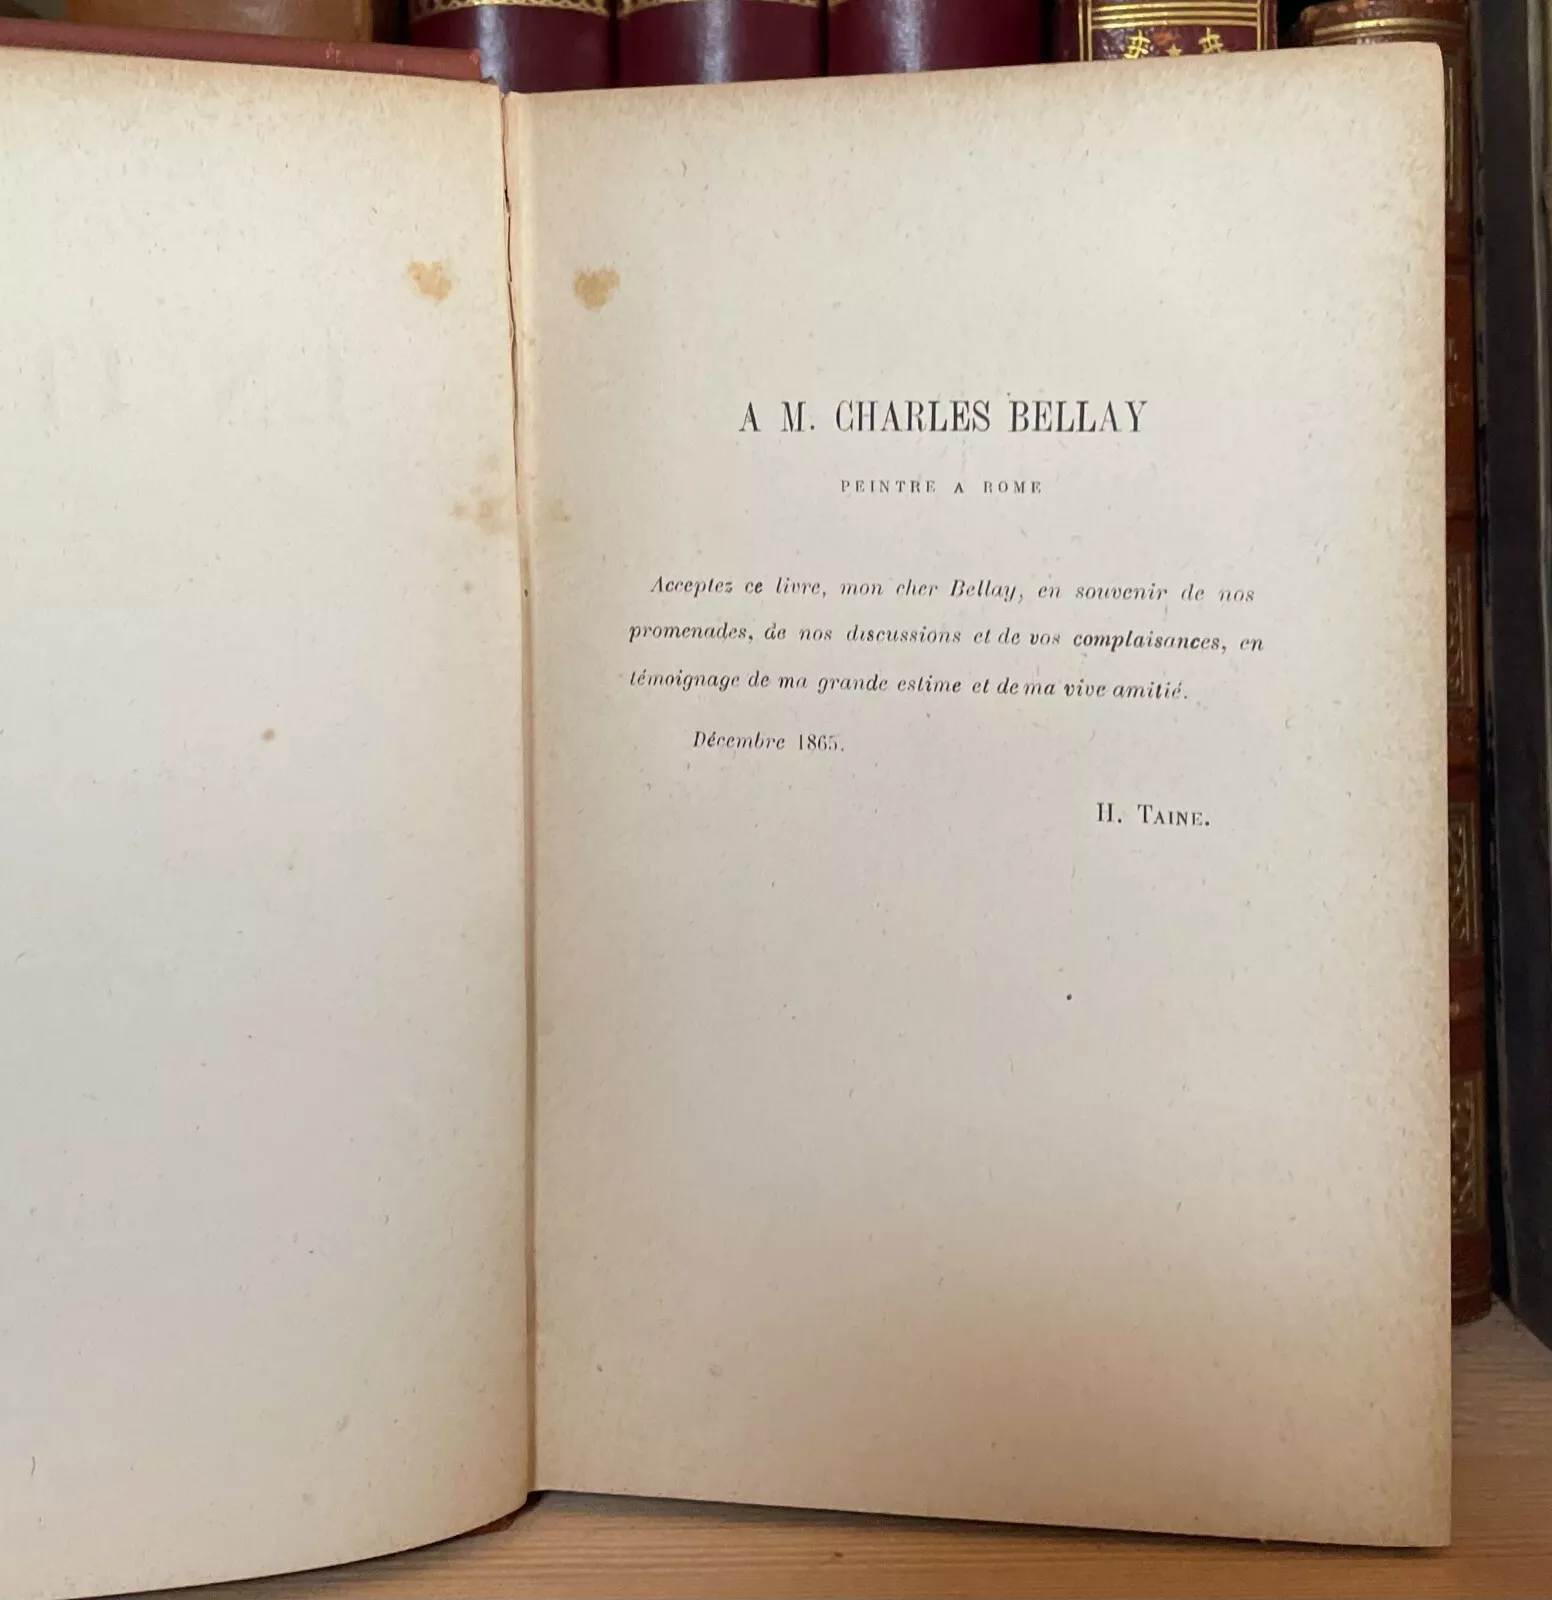 A M. CHARLES BELLAY
PEINTRE A ROME
Acceptez ce livre, mon cher Bellay, en souvenir de nos
promenades, de nos discussions et de vos complaisances, en
témoignage de ma grande estime et de ma vive amitié.
Décembre 1865.
H. TAINE.